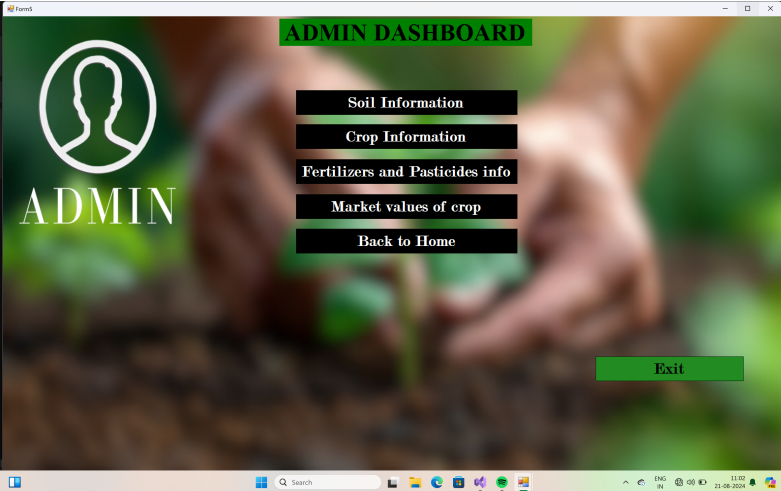 Form5
ADMIN DASHBOARD
ADMIN
Soil Information
Crop Information
Fertilizers and Pasticides info
Market values of crop
Back to Home
Exit
Search
ENG
IN
11:02
21-08-2024